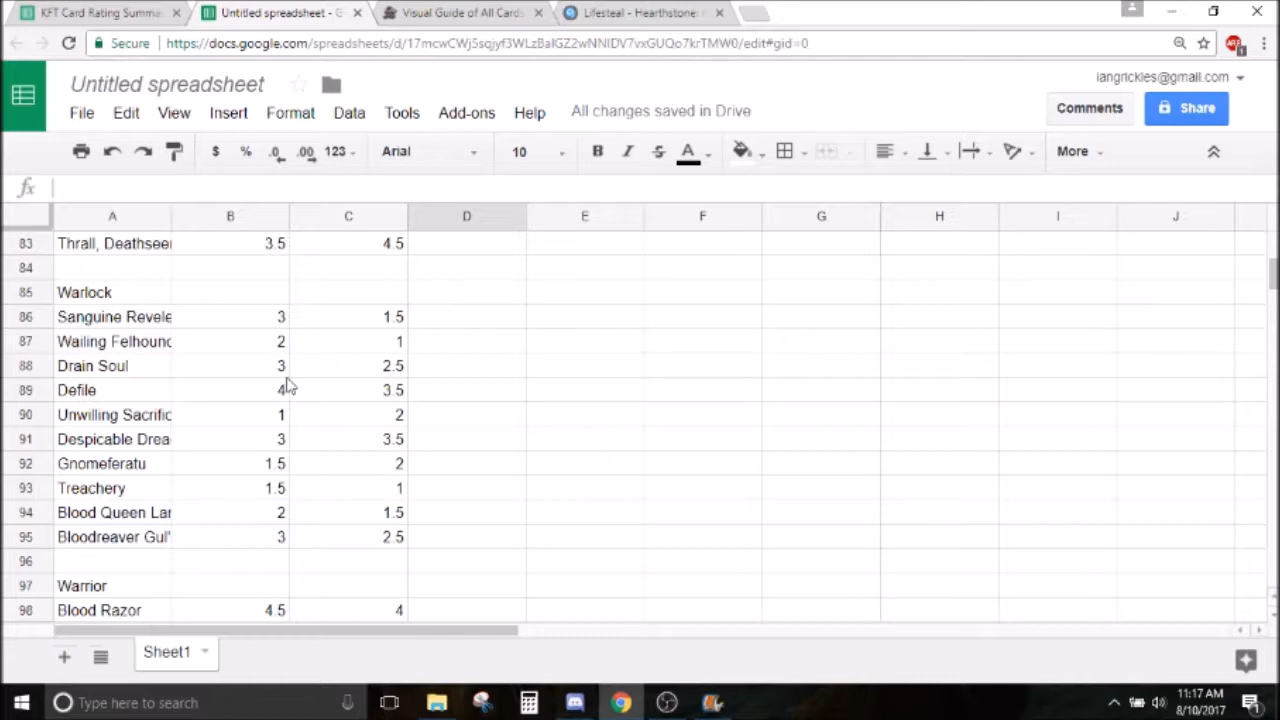 KFT Card Rating Summa
Untitled spreadsheet - G
Visual Guide of All Cards
Lifesteal - Hearthstone:
Secure https://docs.google.com/spreadsheets/d/17mcwCWj5sqjyf3WLzBalGZ2wNNIDV7vxGUQo7krTMW0/edit#gid=0
Untitled spreadsheet
iangrickles@gmail.com
File Edit View Insert Format Data Tools Add-ons Help All changes saved in Drive
Comments Share
$ % .0 .00 123 Arial 10 B I S A More
fx
A B C D E F G H I J
83 Thrall, Deathseer 3.5 4.5
84
85 Warlock
86 Sanguine Revele 3 1.5
87 Wailing Felhound 2 1
88 Drain Soul 3 2.5
89 Defile 4 3.5
90 Unwilling Sacrific 1 2
91 Despicable Drea 3 3.5
92 Gnomeferatu 1.5 2
93 Treachery 1.5 1
94 Blood Queen Lan 2 1.5
95 Bloodreaver Gul' 3 2.5
96
97 Warrior
98 Blood Razor 4.5 4
Sheet1
Type here to search
11:17 AM
8/10/2017